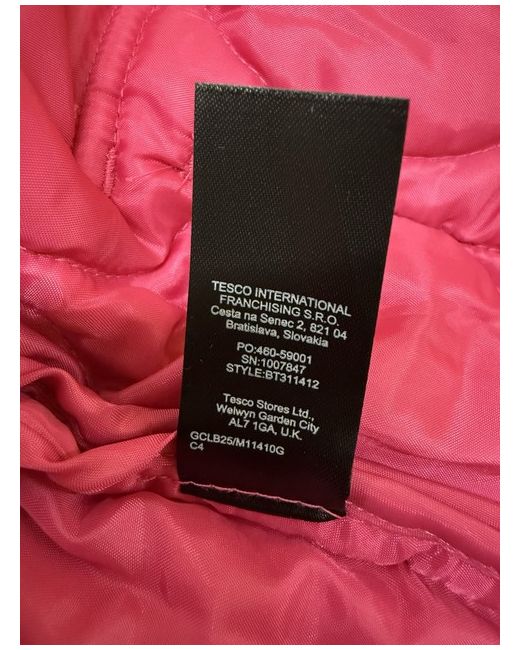 TESCO INTERNATIONAL
FRANCHISING S.R.O.
Cesta na Senec 2, 821 04
Bratislava, Slovakia
PO:460-59001
SN:1007847
STYLE:BT311412
Tesco Stores Ltd.,
Welwyn Garden City
AL7 1GA, U.K.
GCLB25/M11410G
C4